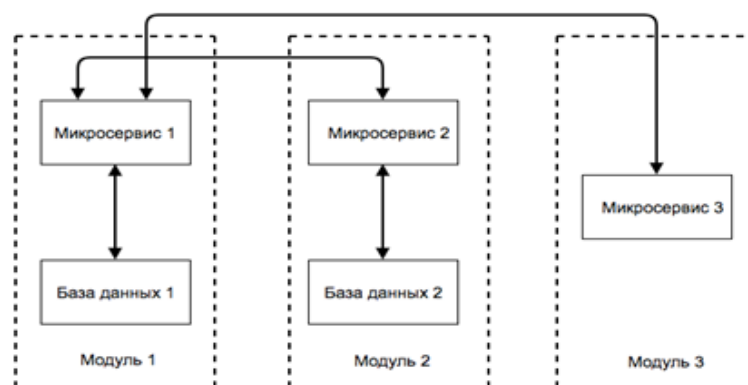 Микросервис 1
Микросервис 2
Микросервис 3
База данных 1
База данных 2
Модуль 1
Модуль 2
Модуль 3